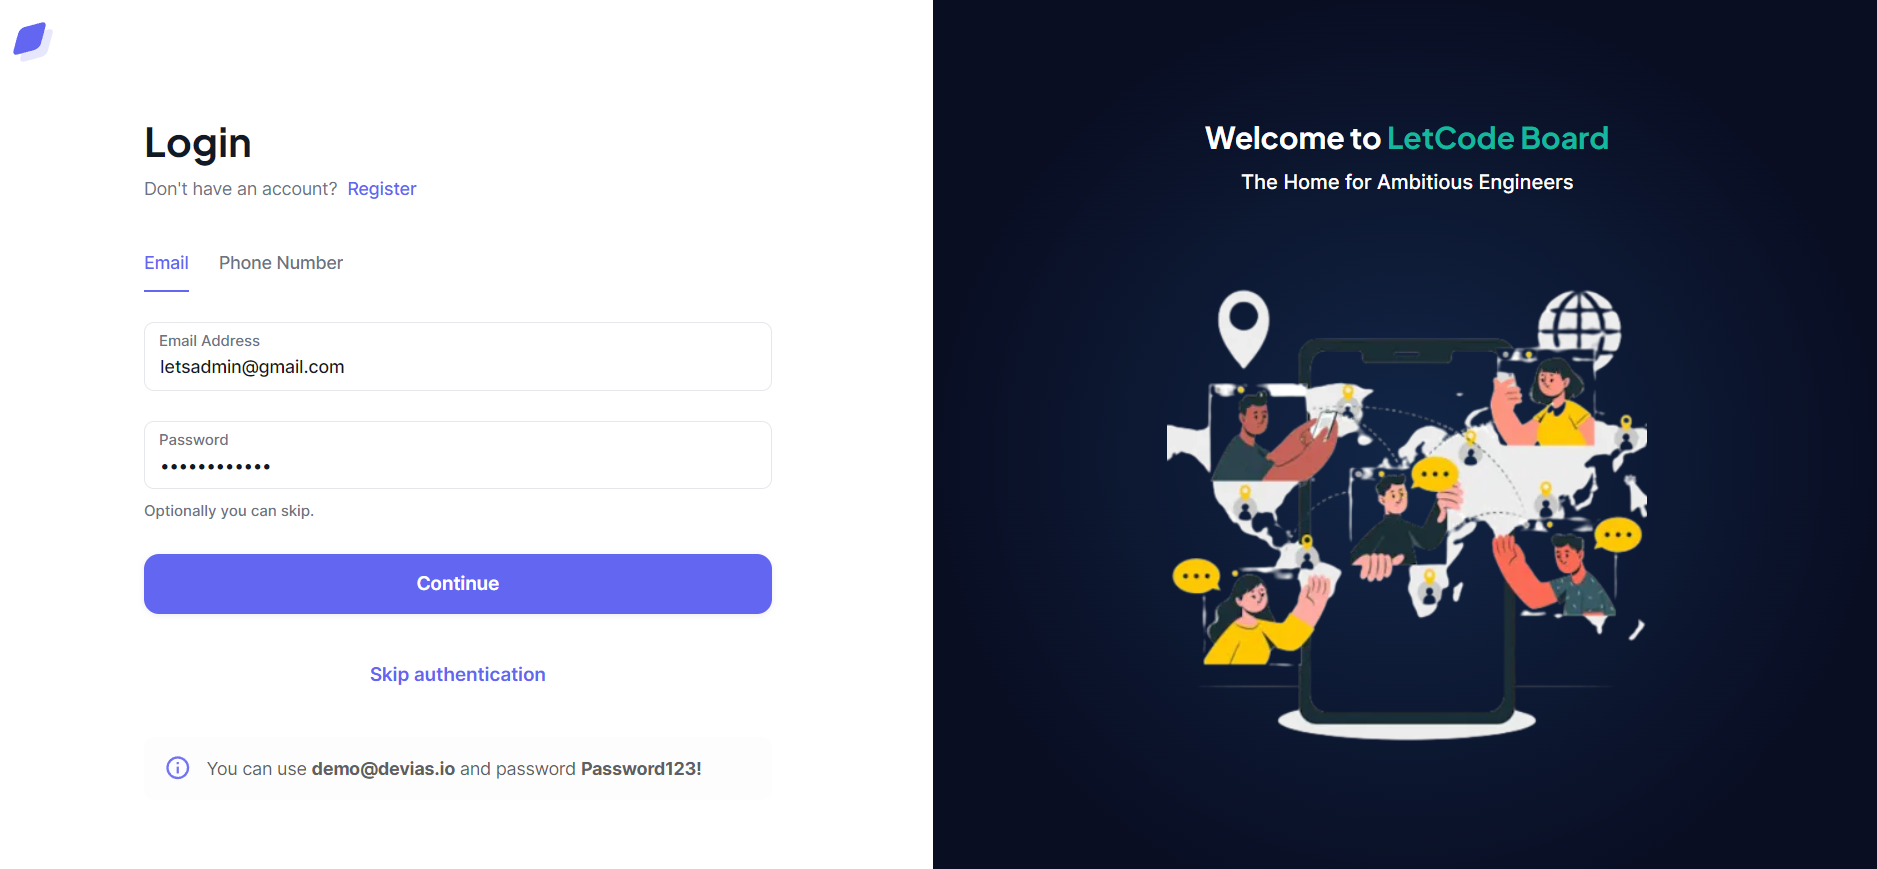 Login
Don't have an account? Register
Email
Phone Number
Email Address
letsadmin@gmail.com
Password
••••••••••••
Optionally you can skip.
Continue
Skip authentication
You can use demo@devias.io and password Password123!
Welcome to LetCode Board
The Home for Ambitious Engineers